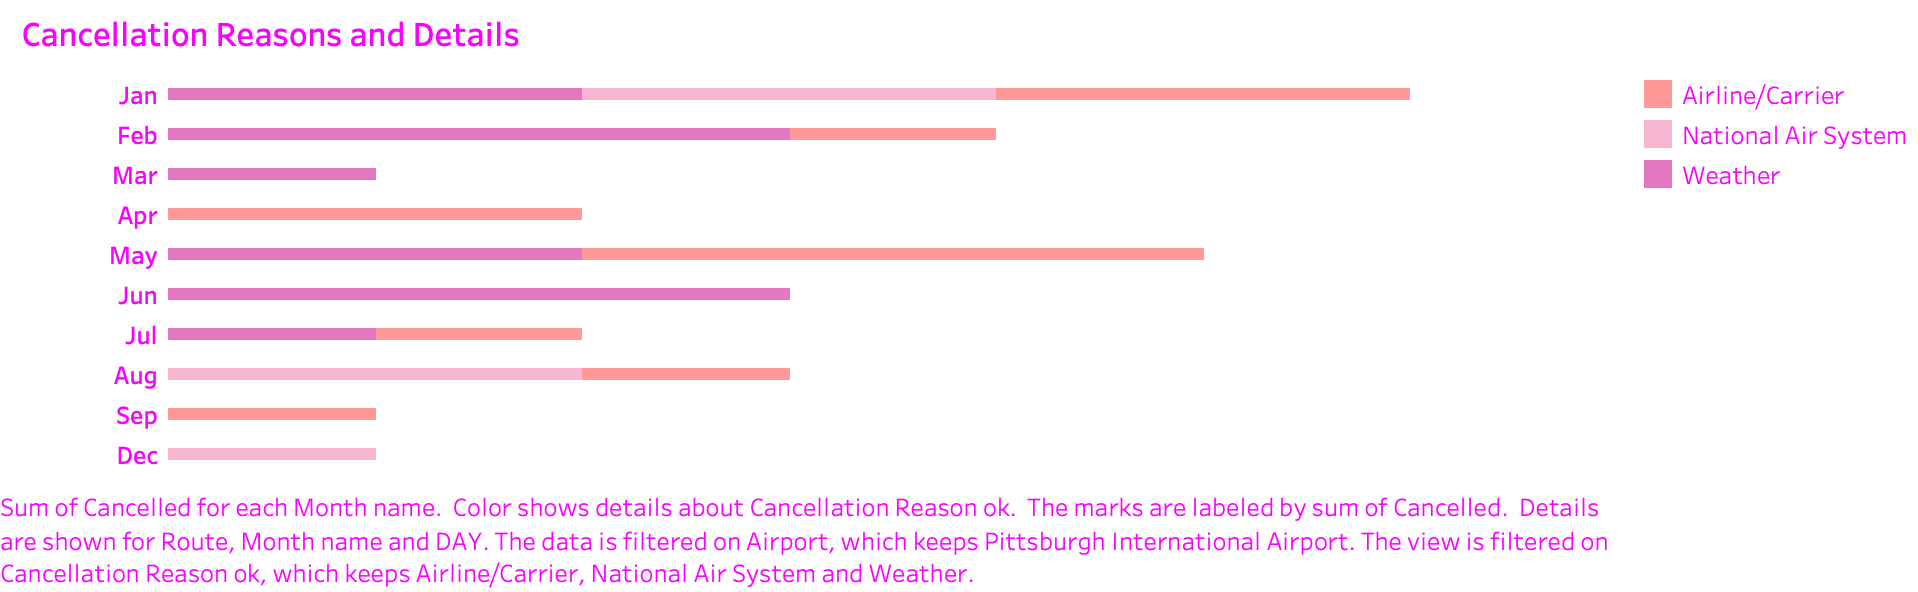 Cancellation Reasons and Details
Jan
Feb
Mar
Apr
May
Jun
Jul
Aug
Sep
Dec
Airline/Carrier
National Air System
Weather
Sum of Cancelled for each Month name.  Color shows details about Cancellation Reason ok.  The marks are labeled by sum of Cancelled.  Details
are shown for Route, Month name and DAY. The data is filtered on Airport, which keeps Pittsburgh International Airport. The view is filtered on
Cancellation Reason ok, which keeps Airline/Carrier, National Air System and Weather.